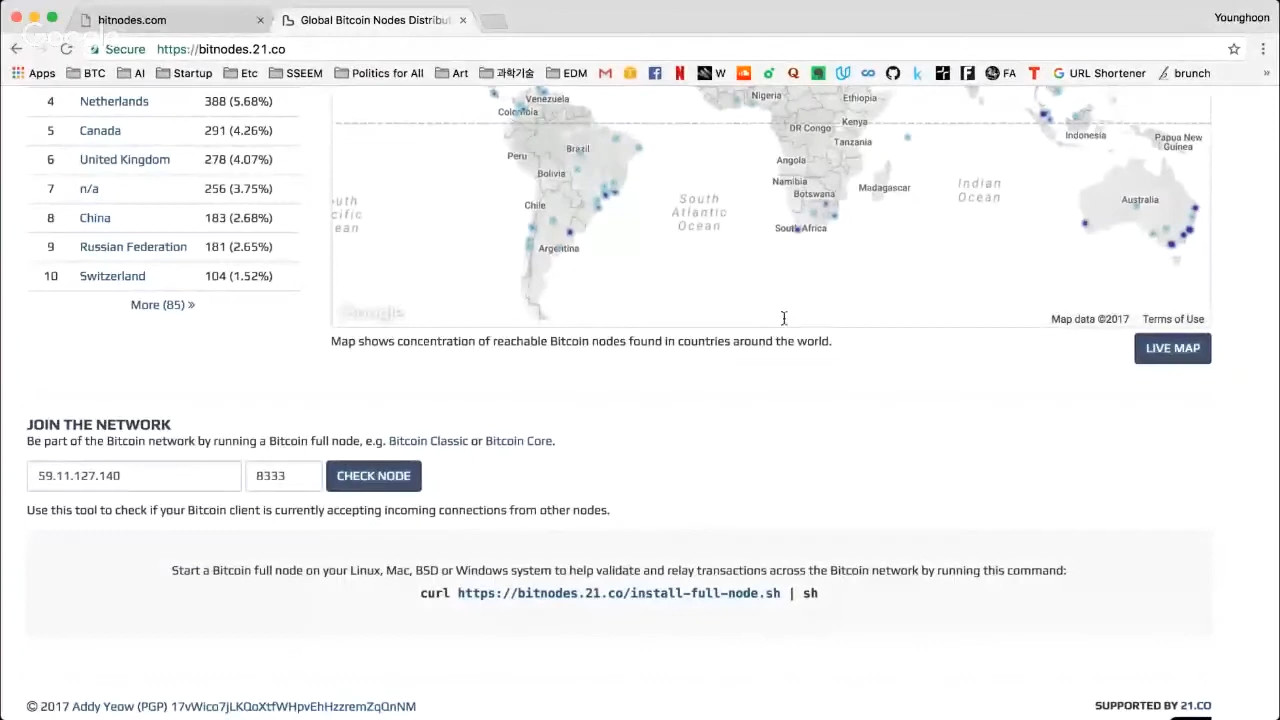 hitnodes.com
Global Bitcoin Nodes Distribut
Younghoon
Secure https://bitnodes.21.co
Apps BTC AI Startup Etc SSEEM Politics for All Art 과학기술 EDM W FA URL Shortener brunch
4 Netherlands 388 (5.68%)
5 Canada 291 (4.26%)
6 United Kingdom 278 (4.07%)
7 n/a 256 (3.75%)
8 China 183 (2.68%)
9 Russian Federation 181 (2.65%)
10 Switzerland 104 (1.52%)
More (85) »
Venezuela
Colombia
Peru
Brazil
Bolivia
Chile
Argentina
South
Atlantic
Ocean
Nigeria
Ethiopia
DR Congo
Kenya
Tanzania
Angola
Namibia
Botswana
Madagascar
South Africa
Indian
Ocean
Indonesia
Papua New
Guinea
Australia
Google
Map data ©2017 Terms of Use
Map shows concentration of reachable Bitcoin nodes found in countries around the world.
LIVE MAP
JOIN THE NETWORK
Be part of the Bitcoin network by running a Bitcoin full node, e.g. Bitcoin Classic or Bitcoin Core.
59.11.127.140 8333 CHECK NODE
Use this tool to check if your Bitcoin client is currently accepting incoming connections from other nodes.
Start a Bitcoin full node on your Linux, Mac, BSD or Windows system to help validate and relay transactions across the Bitcoin network by running this command:
curl https://bitnodes.21.co/install-full-node.sh | sh
© 2017 Addy Yeow (PGP) 17vWico7jLKQoXtfWHpvEhHzzremZqQnNM
SUPPORTED BY 21.CO